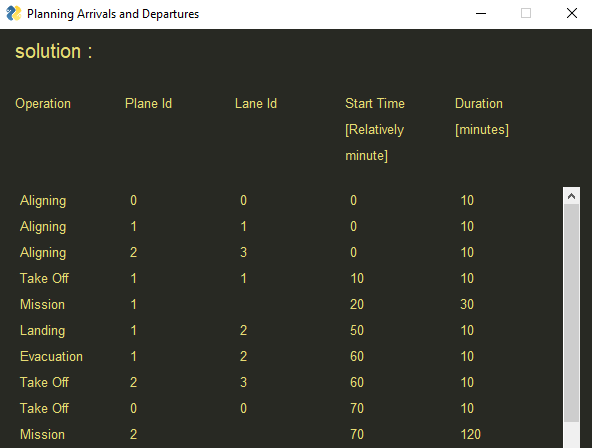 Planning Arrivals and Departures
solution :
Operation Plane Id Lane Id Start Time Duration
[Relatively [minutes]
minute]
Aligning 0 0 0 10
Aligning 1 1 0 10
Aligning 2 3 0 10
Take Off 1 1 10 10
Mission 1 20 30
Landing 1 2 50 10
Evacuation 1 2 60 10
Take Off 2 3 60 10
Take Off 0 0 70 10
Mission 2 70 120